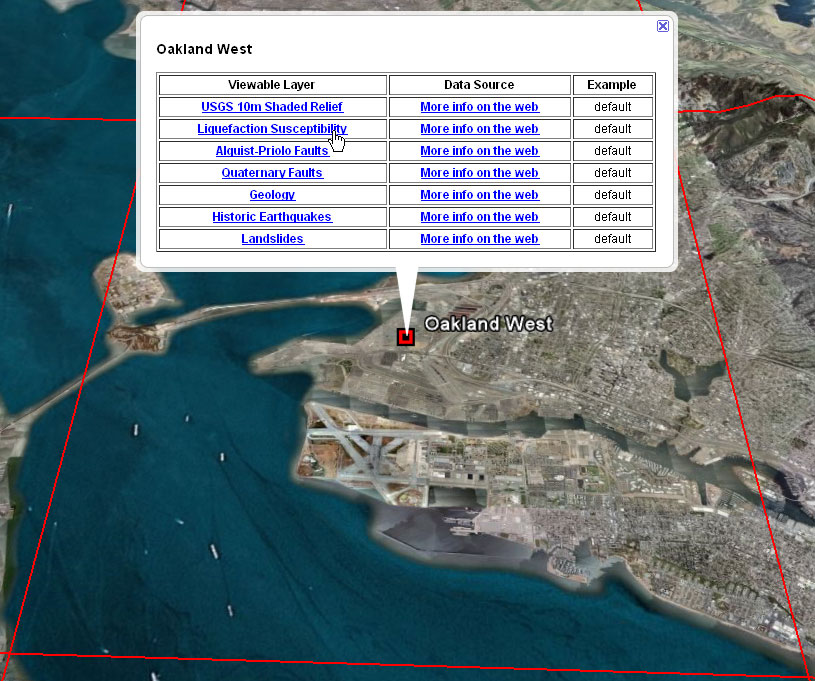 Oakland West
Viewable Layer Data Source Example
USGS 10m Shaded Relief More info on the web default
Liquefaction Susceptibility More info on the web default
Alquist-Priolo Faults More info on the web default
Quaternary Faults More info on the web default
Geology More info on the web default
Historic Earthquakes More info on the web default
Landslides More info on the web default
Oakland West